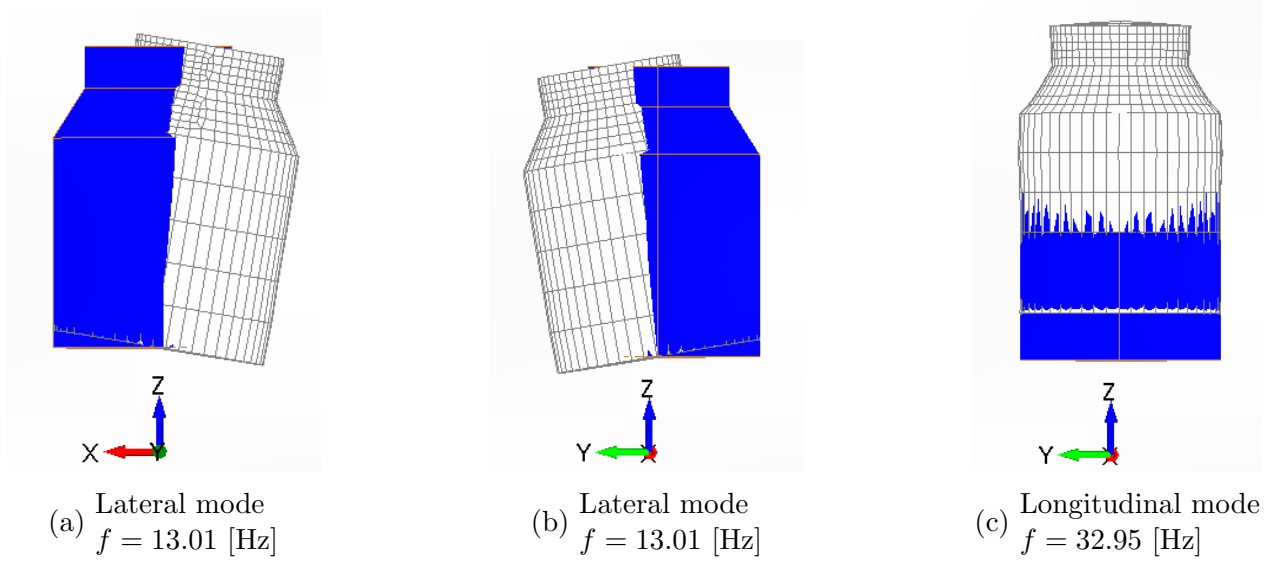 Z
X Y
(a) Lateral mode
f = 13.01 [Hz]
Z
Y X
(b) Lateral mode
f = 13.01 [Hz]
Z
Y X
(c) Longitudinal mode
f = 32.95 [Hz]